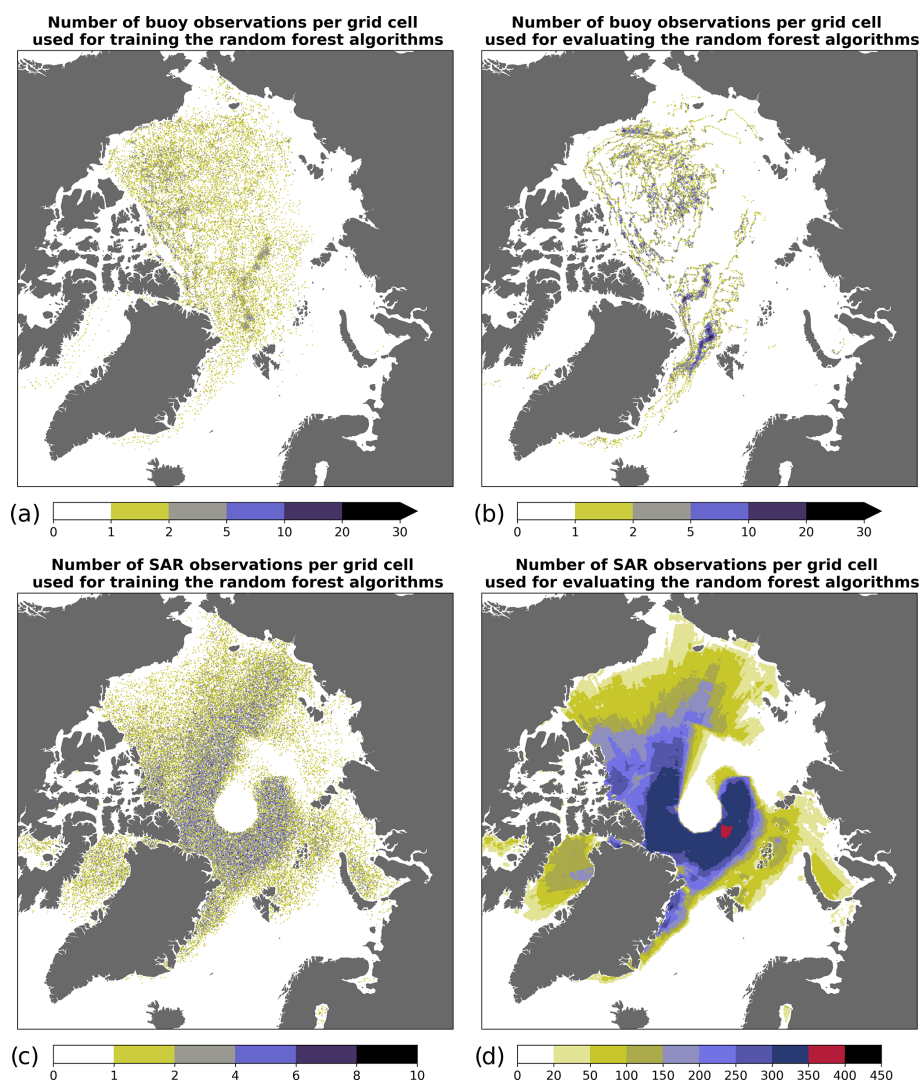 Number of buoy observations per grid cell
used for training the random forest algorithms
Number of buoy observations per grid cell
used for evaluating the random forest algorithms
(a)
0 1 2 5 10 20 30
(b)
0 1 2 5 10 20 30
Number of SAR observations per grid cell
used for training the random forest algorithms
Number of SAR observations per grid cell
used for evaluating the random forest algorithms
(c)
0 1 2 4 6 8 10
(d)
0 20 50 100 150 200 250 300 350 400 450